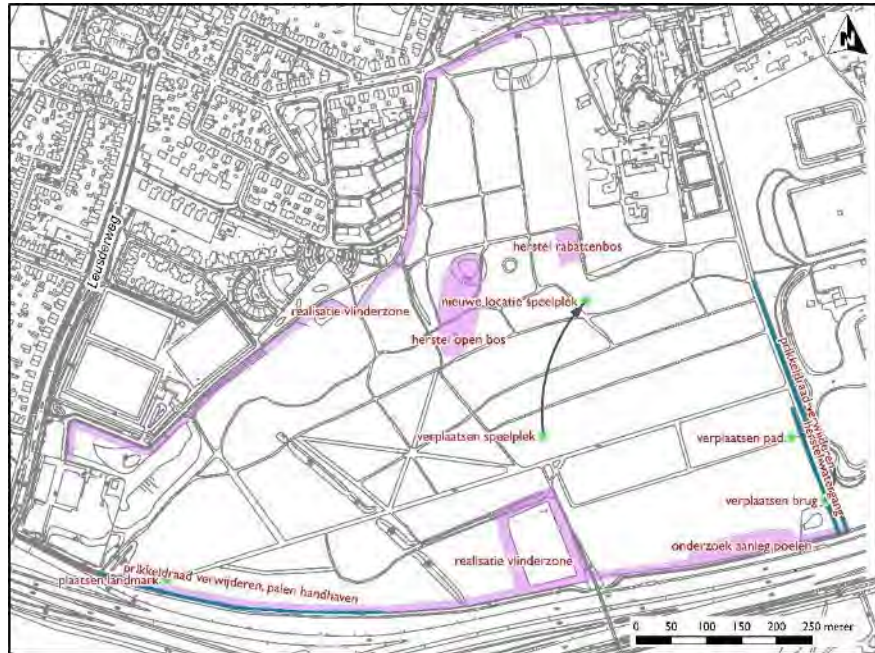 N
Leusderweg
herstel rabattenbos
nieuwe locatie speelplek
realisatie vlinderzone
herstel open bos
prikkeldraad verwijderen
herstel watergang
verplaatsen speelplek
verplaatsen pad
verplaatsen brug
onderzoek aanleg poelen
realisatie vlinderzone
prikkeldraad verwijderen, palen handhaven
plaatsen landmark
0 50 100 150 200 250 meter